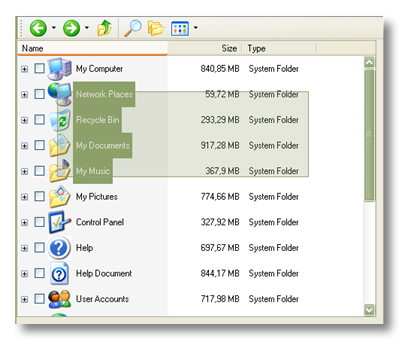 Name Size Type
My Computer 840,85 MB System Folder
Network Places 59,72 MB System Folder
Recycle Bin 293,29 MB System Folder
My Documents 917,28 MB System Folder
My Music 367,9 MB System Folder
My Pictures 774,66 MB System Folder
Control Panel 327,92 MB System Folder
Help 697,67 MB System Folder
Help Document 844,17 MB System Folder
User Accounts 717,98 MB System Folder